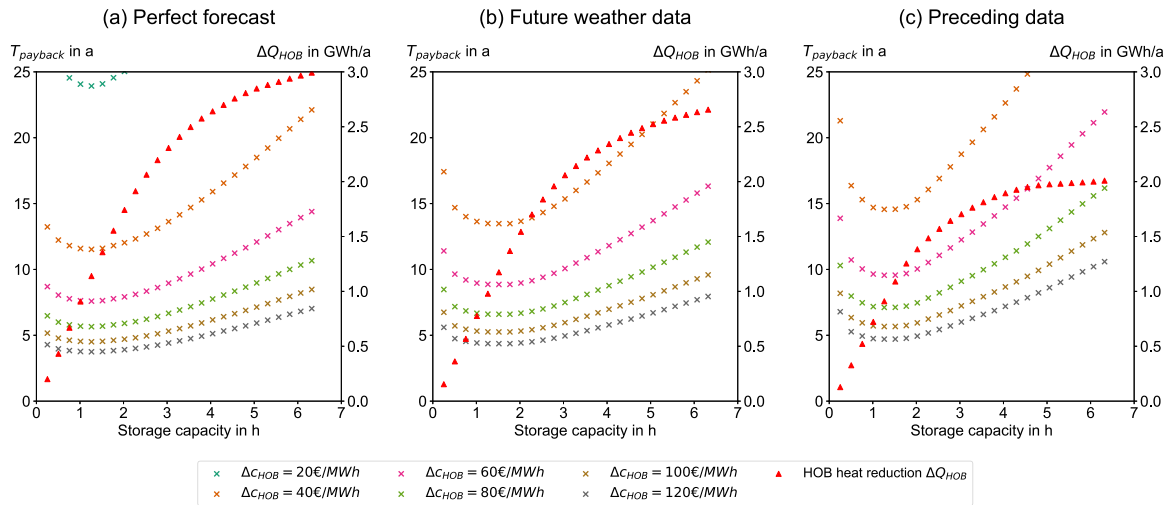 (a) Perfect forecast
(b) Future weather data
(c) Preceding data
T_payback in a
ΔQ_HOB in GWh/a
T_payback in a
ΔQ_HOB in GWh/a
T_payback in a
ΔQ_HOB in GWh/a
25
20
15
10
5
0
3.0
2.5
2.0
1.5
1.0
0.5
0.0
0 1 2 3 4 5 6 7
Storage capacity in h
25
20
15
10
5
0
3.0
2.5
2.0
1.5
1.0
0.5
0.0
0 1 2 3 4 5 6 7
Storage capacity in h
25
20
15
10
5
0
3.0
2.5
2.0
1.5
1.0
0.5
0.0
0 1 2 3 4 5 6 7
Storage capacity in h
Δc_HOB = 20€/MWh
Δc_HOB = 60€/MWh
Δc_HOB = 100€/MWh
HOB heat reduction ΔQ_HOB
Δc_HOB = 40€/MWh
Δc_HOB = 80€/MWh
Δc_HOB = 120€/MWh